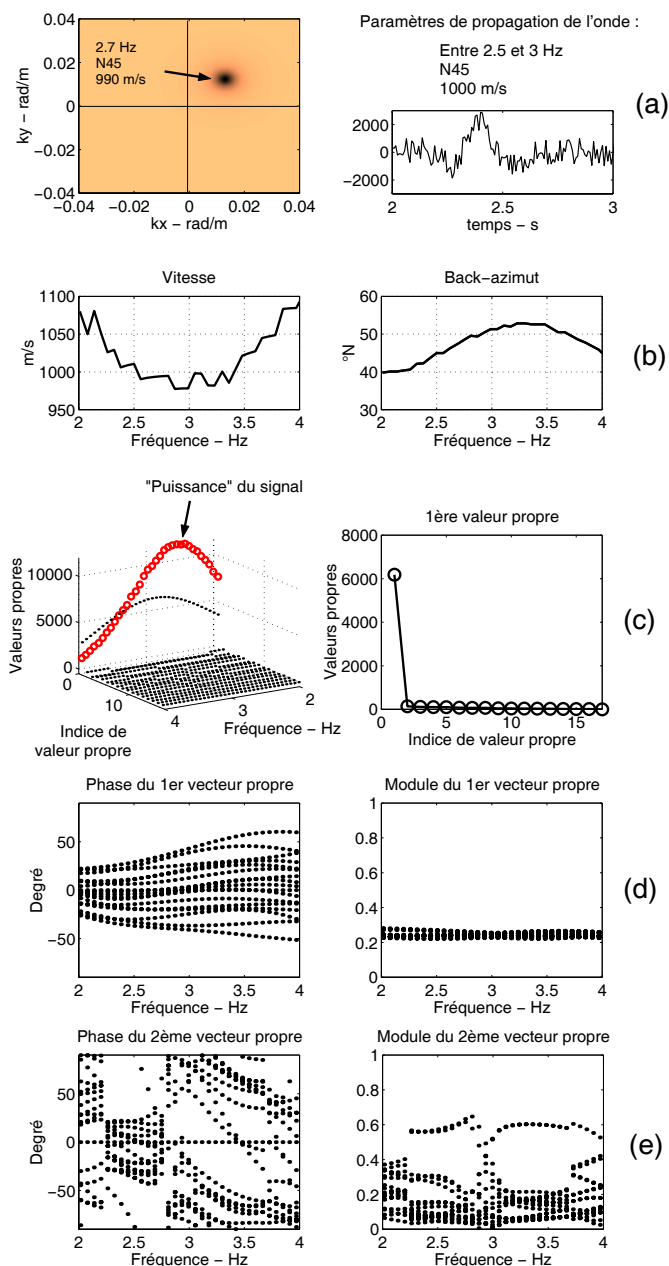 Paramètres de propagation de l'onde :
Entre 2.5 et 3 Hz
N45
1000 m/s
0.04
0.02
0
−0.02
−0.04
ky − rad/m
2.7 Hz
N45
990 m/s
−0.04
−0.02
0
0.02
0.04
kx − rad/m
2000
0
−2000
2
2.5
3
temps − s
(a)
Vitesse
1100
1050
1000
950
m/s
2
2.5
3
3.5
4
Fréquence − Hz
Back−azimut
60
50
40
30
°N
2
2.5
3
3.5
4
Fréquence − Hz
(b)
"Puissance" du signal
10000
5000
0
Valeurs propres
0
10
Indice de
valeur propre
4
3
2
Fréquence − Hz
1ère valeur propre
8000
6000
4000
2000
0
Valeurs propres
0
5
10
15
Indice de valeur propre
(c)
Phase du 1er vecteur propre
50
0
−50
Degré
2
2.5
3
3.5
4
Fréquence − Hz
Module du 1er vecteur propre
1
0.8
0.6
0.4
0.2
0
2
2.5
3
3.5
4
Fréquence − Hz
(d)
Phase du 2ème vecteur propre
50
0
−50
Degré
2
2.5
3
3.5
4
Fréquence − Hz
Module du 2ème vecteur propre
1
0.8
0.6
0.4
0.2
0
2
2.5
3
3.5
4
Fréquence − Hz
(e)